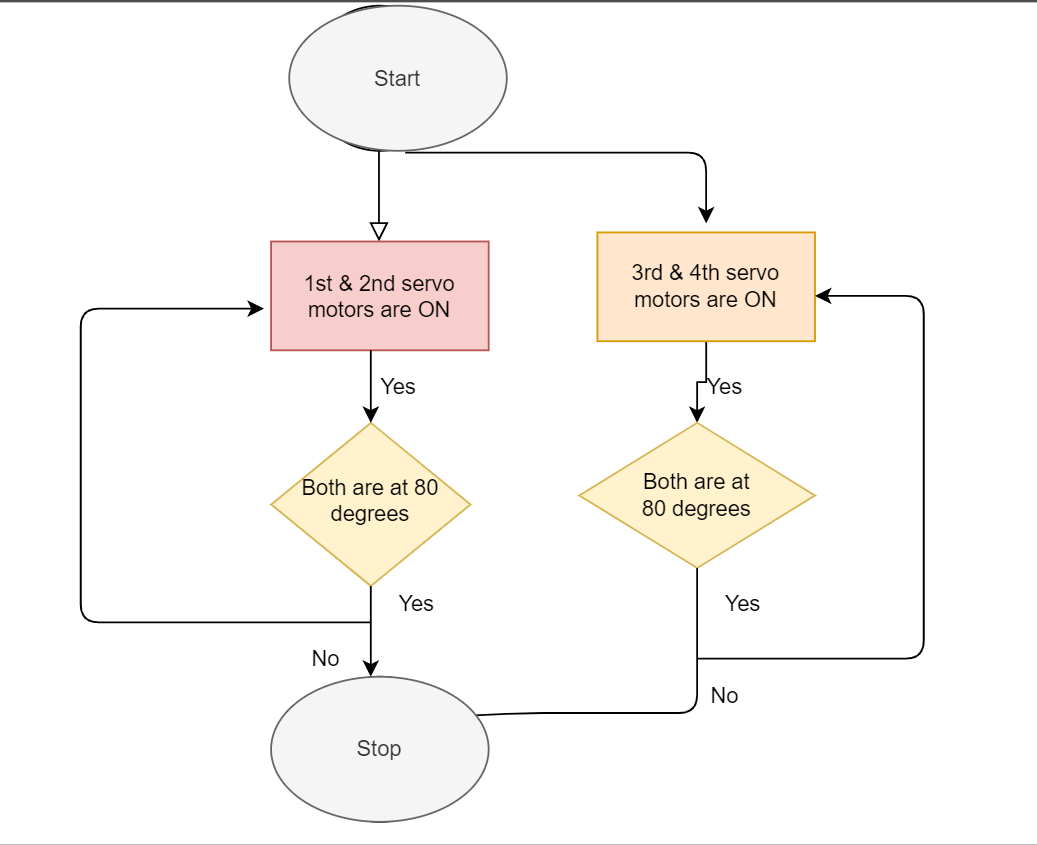 Start
1st & 2nd servo
motors are ON
3rd & 4th servo
motors are ON
Yes
Yes
Both are at 80
degrees
Both are at
80 degrees
Yes
Yes
No
No
Stop